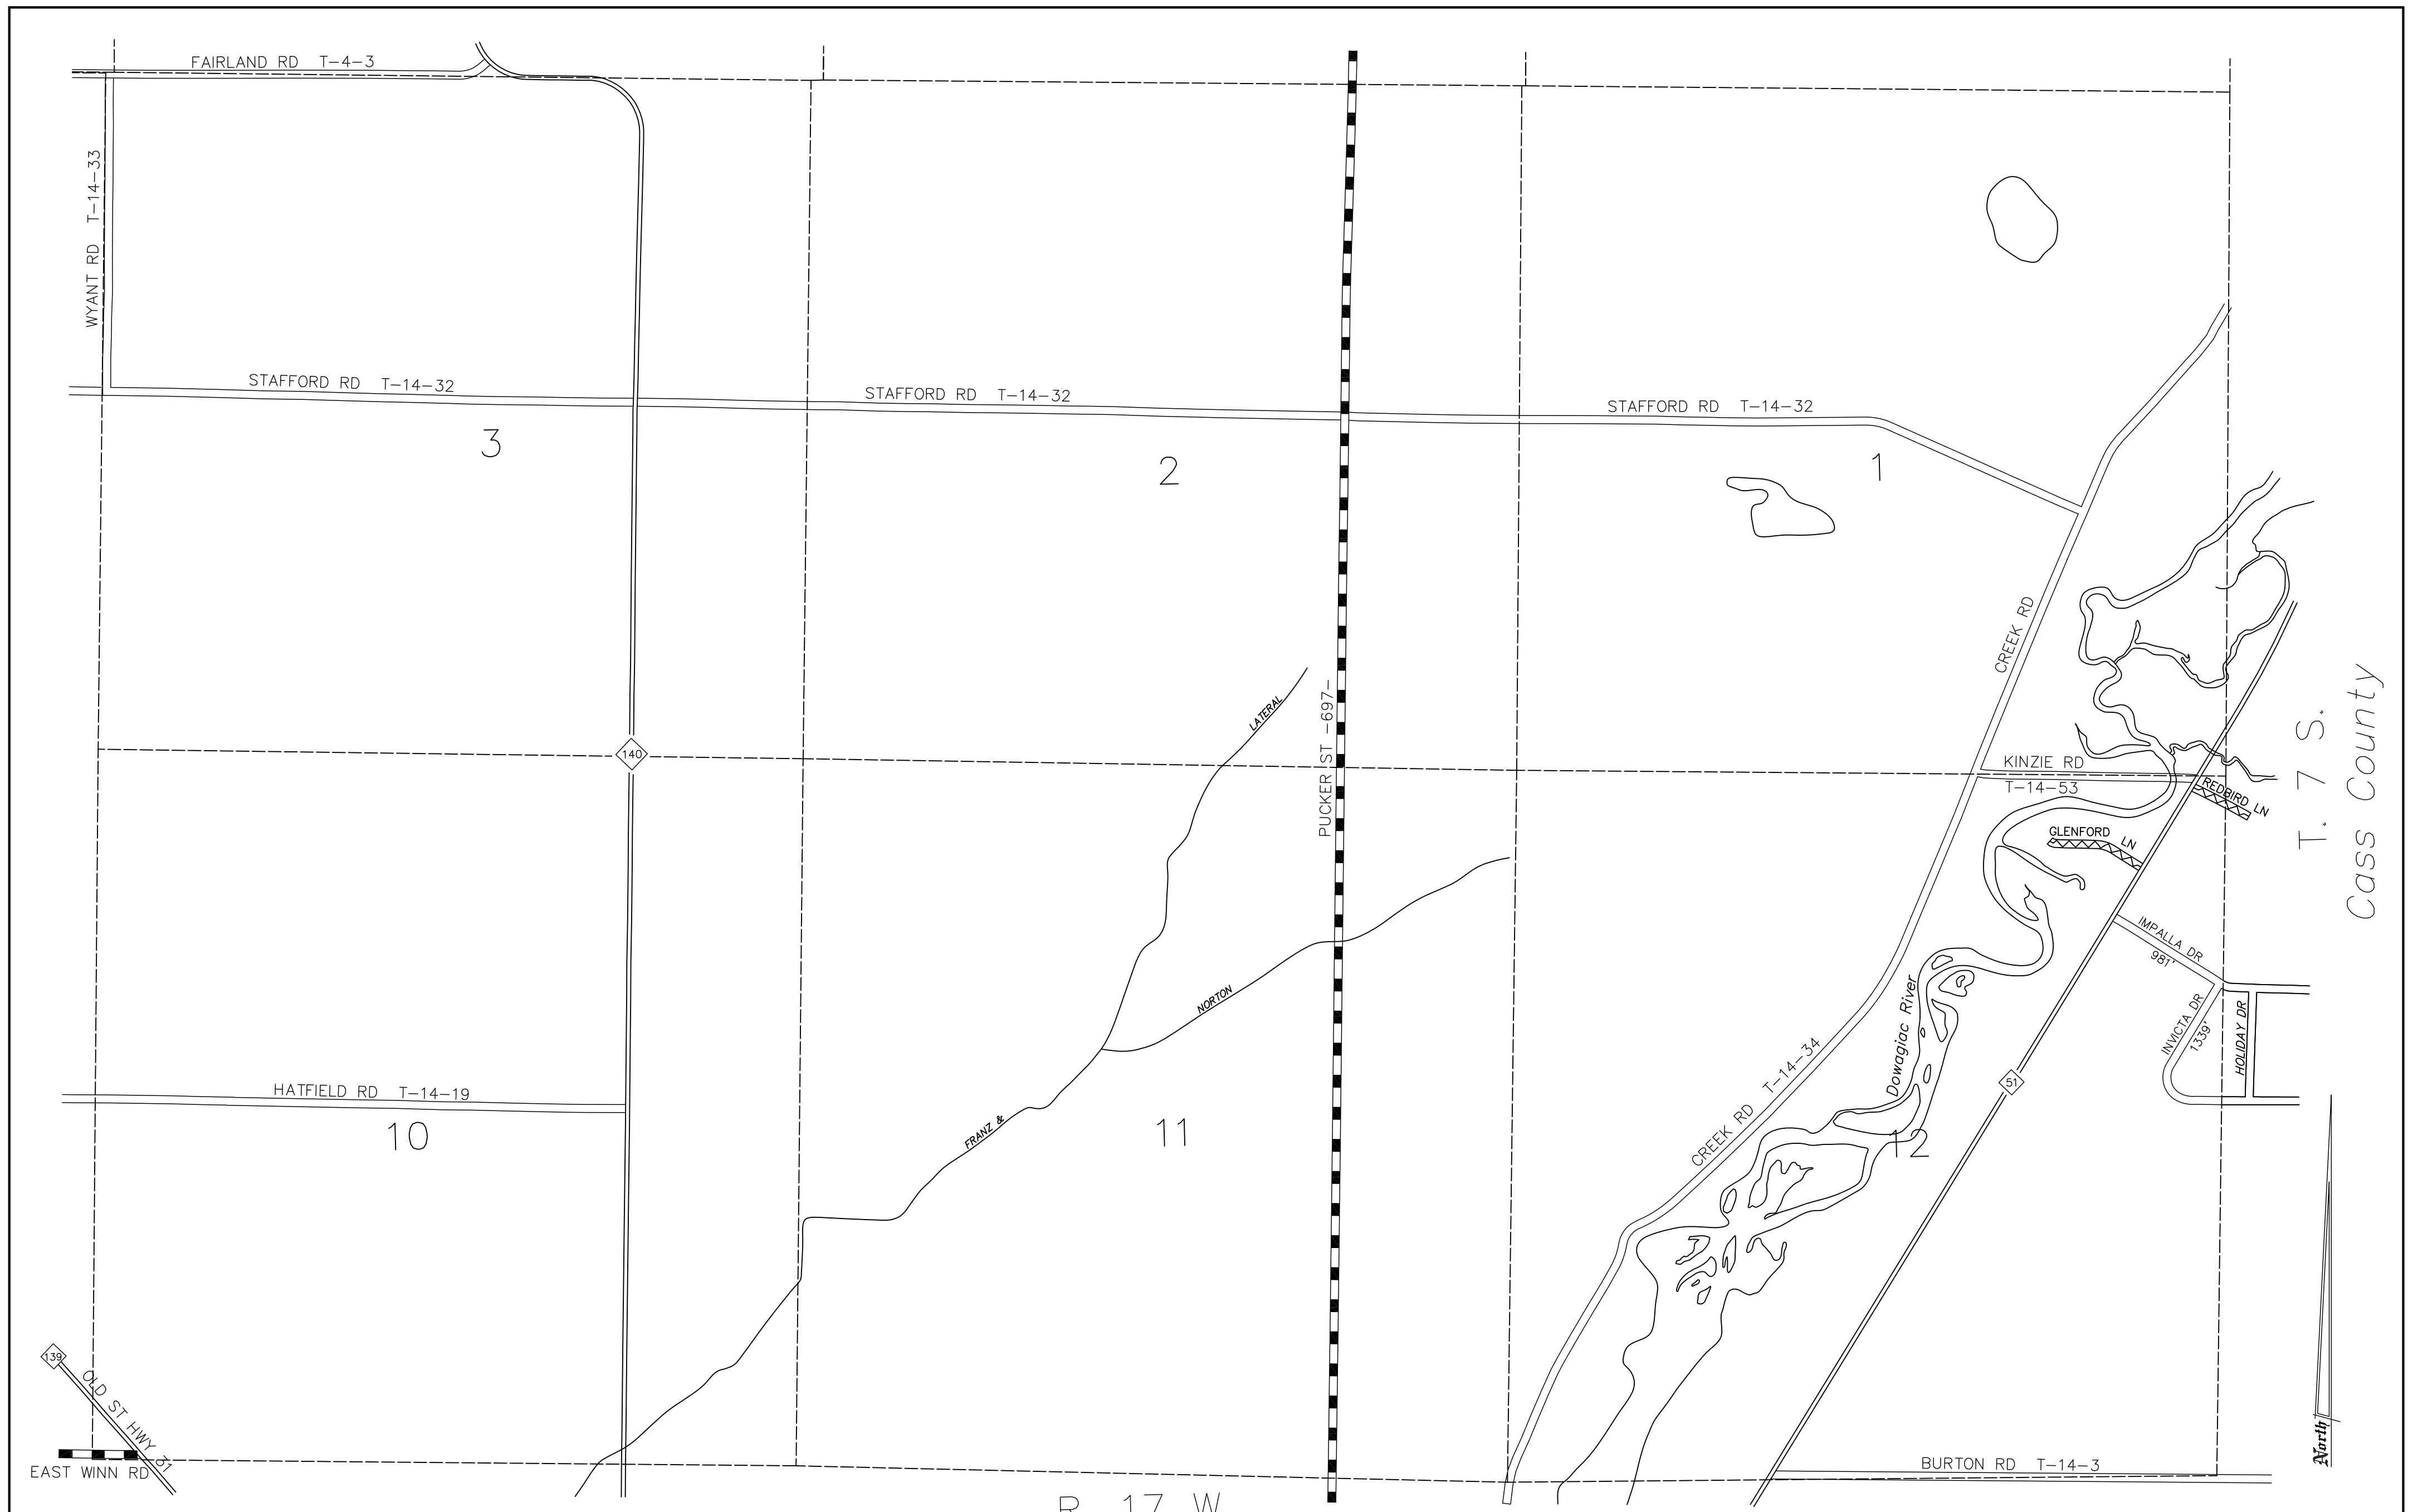 FAIRLAND RD T-4-3
WYANT RD T-14-33
STAFFORD RD T-14-32
STAFFORD RD T-14-32
STAFFORD RD T-14-32
3
2
1
CREEK RD
LATERAL
PUCKER ST -697-
140
KINZIE RD
T-14-53
REDBIRD LN
GLENFORD LN
T. 7 S.
Cass County
IMPALLA DR
981'
NORTON
Dowagiac River
INVICTA DR
1339'
HOLIDAY DR
51
HATFIELD RD T-14-19
CREEK RD T-14-34
FRANZ &
10
11
12
139
OLD ST HWY 31
EAST WINN RD
BURTON RD T-14-3
North
R. 17 W.